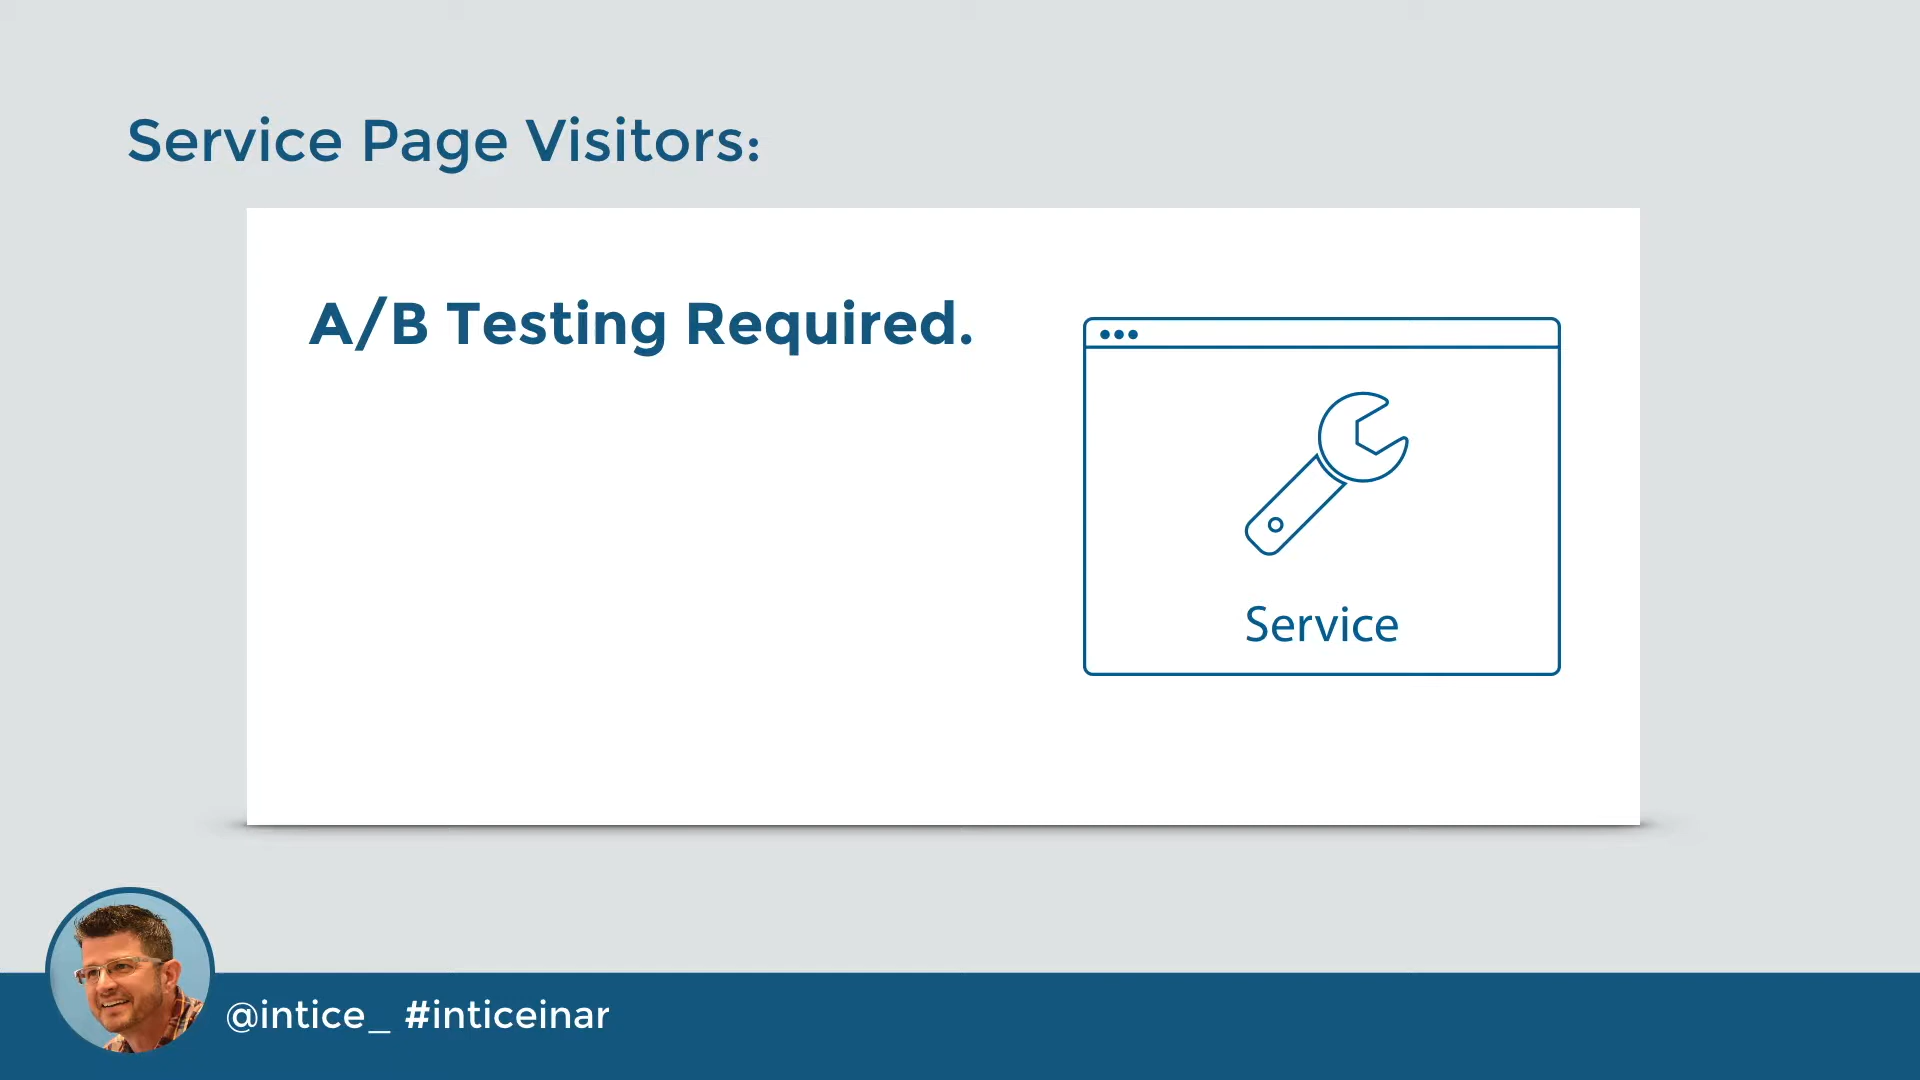 Service Page Visitors:
A/B Testing Required.
Service
@intice_ #inticeinar